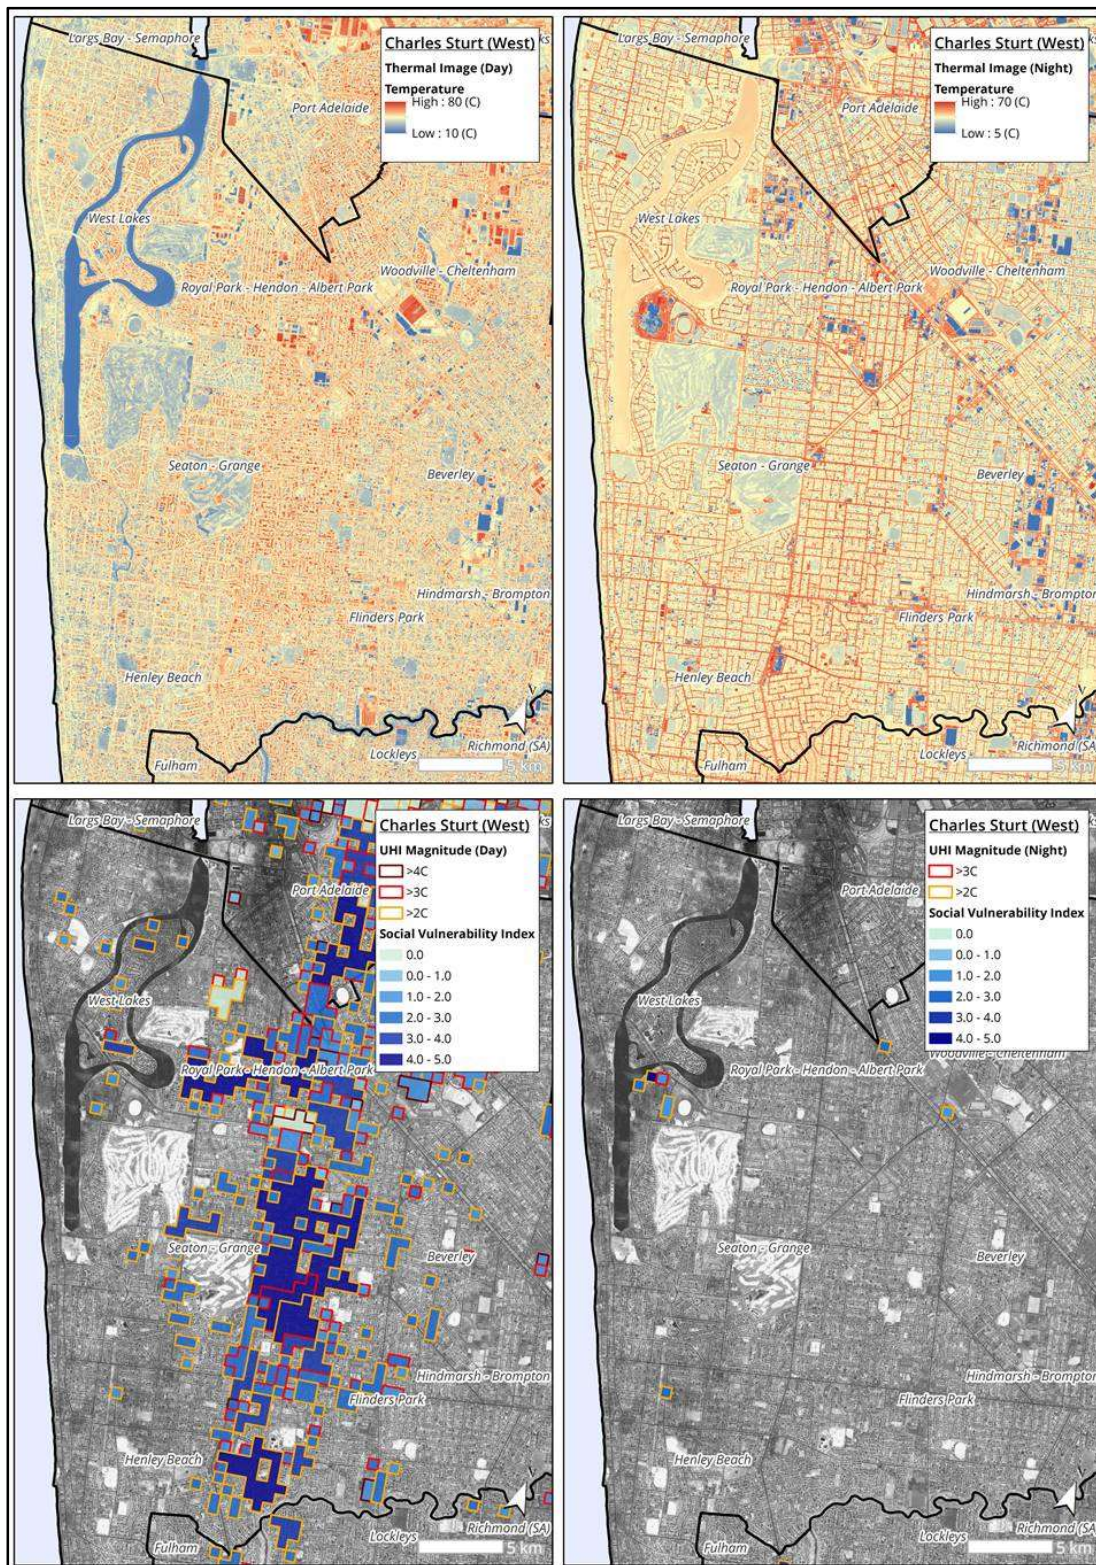 Largs Bay - Semaphore
Charles Sturt (West)
Thermal Image (Day)
Temperature
High : 80 (C)
Low : 10 (C)
Port Adelaide
West Lakes
Woodville - Cheltenham
Royal Park - Hendon - Albert Park
Seaton - Grange
Beverley
Hindmarsh - Brompton
Flinders Park
Henley Beach
Lockleys
Richmond (SA)
Fulham
5 km
Largs Bay - Semaphore
Charles Sturt (West)
Thermal Image (Night)
Temperature
High : 70 (C)
Low : 5 (C)
Port Adelaide
West Lakes
Woodville - Cheltenham
Royal Park - Hendon - Albert Park
Seaton - Grange
Beverley
Hindmarsh - Brompton
Flinders Park
Henley Beach
Lockleys
Richmond (SA)
Fulham
5 km
Largs Bay - Semaphore
Charles Sturt (West)
UHI Magnitude (Day)
>4C
>3C
>2C
Social Vulnerability Index
0.0
0.0 - 1.0
1.0 - 2.0
2.0 - 3.0
3.0 - 4.0
4.0 - 5.0
Port Adelaide
West Lakes
Royal Park - Hendon - Albert Park
Seaton - Grange
Beverley
Hindmarsh - Brompton
Flinders Park
Henley Beach
Lockleys
Richmond (SA)
Fulham
5 km
Largs Bay - Semaphore
Charles Sturt (West)
UHI Magnitude (Night)
>3C
>2C
Social Vulnerability Index
0.0
0.0 - 1.0
1.0 - 2.0
2.0 - 3.0
3.0 - 4.0
4.0 - 5.0
Port Adelaide
West Lakes
Woodville - Cheltenham
Royal Park - Hendon - Albert Park
Seaton - Grange
Beverley
Hindmarsh - Brompton
Flinders Park
Henley Beach
Lockleys
Richmond (SA)
Fulham
5 km